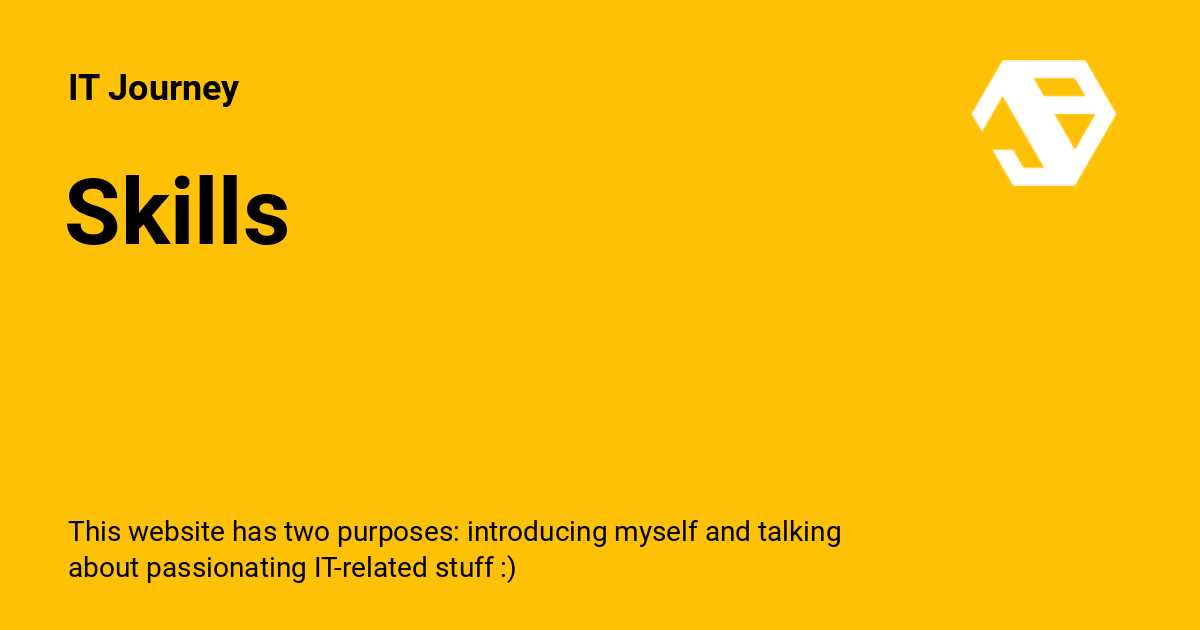 IT Journey
Skills
This website has two purposes: introducing myself and talking
about passionating IT-related stuff :)